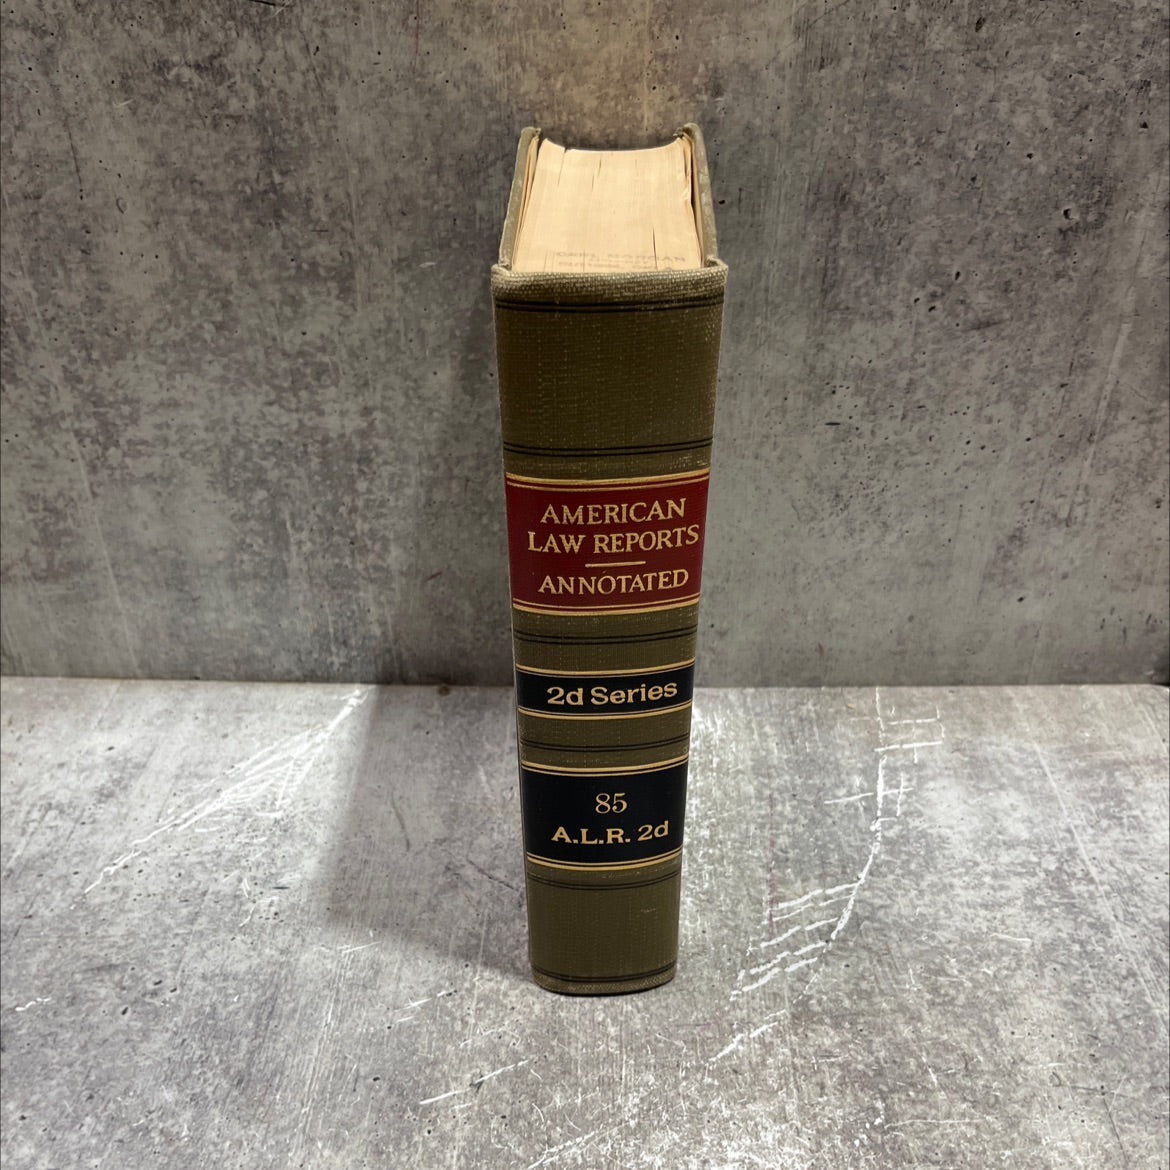 AMERICAN
LAW REPORTS
ANNOTATED
2d Series
85
A.L.R. 2d